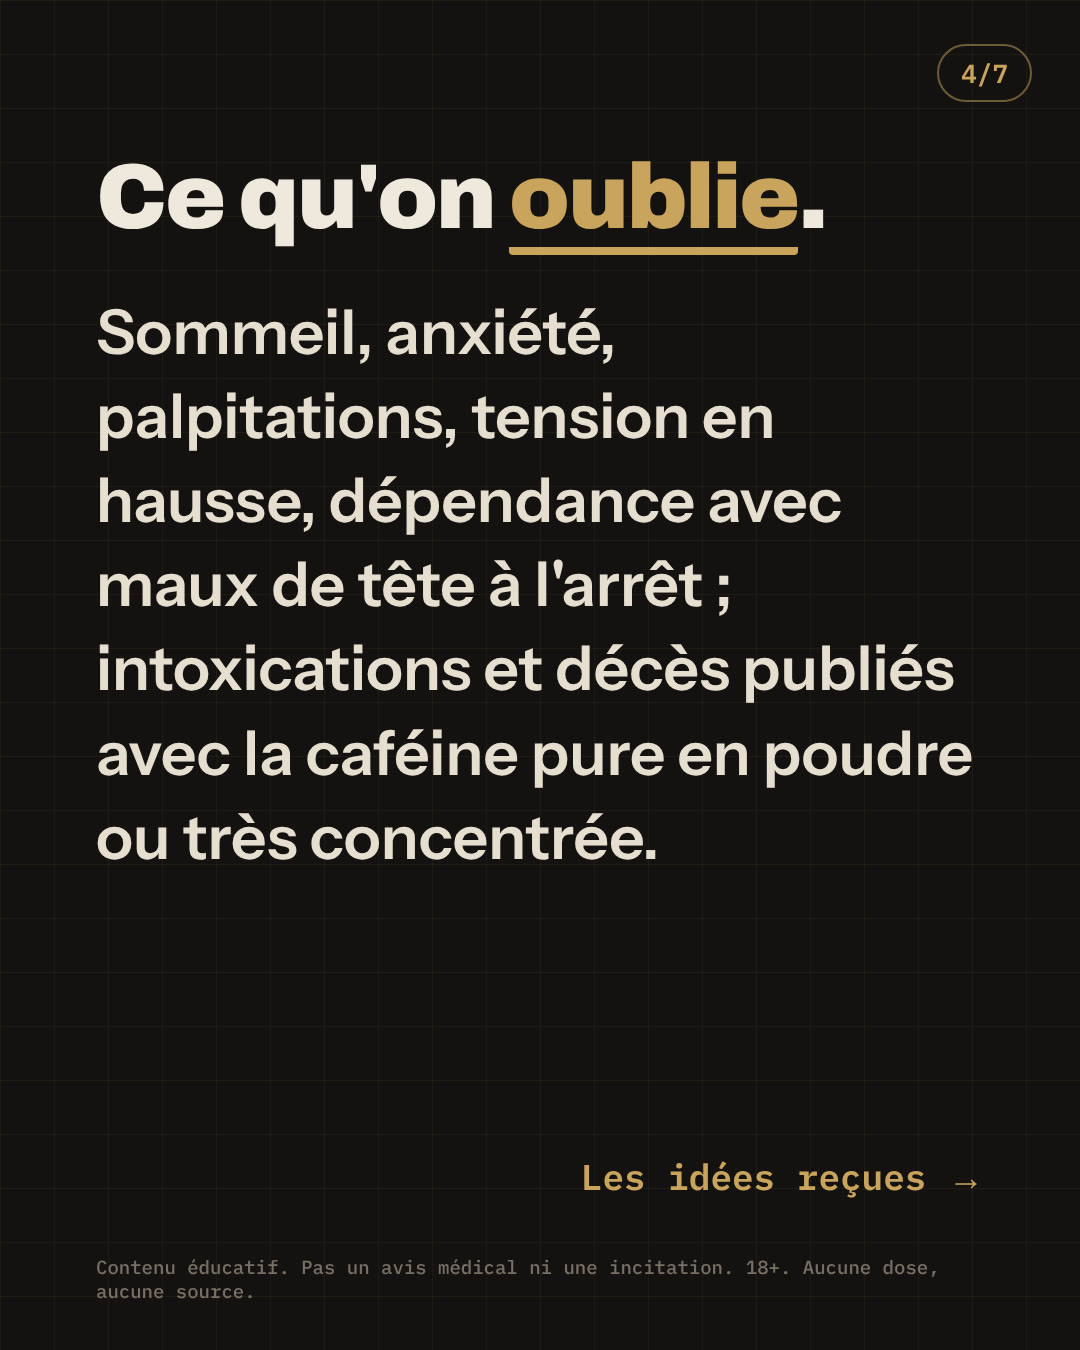 4/7
Ce qu'on oublie.
Sommeil, anxiété,
palpitations, tension en
hausse, dépendance avec
maux de tête à l'arrêt ;
intoxications et décès publiés
avec la caféine pure en poudre
ou très concentrée.
Les idées reçues →
Contenu éducatif. Pas un avis médical ni une incitation. 18+. Aucune dose,
aucune source.